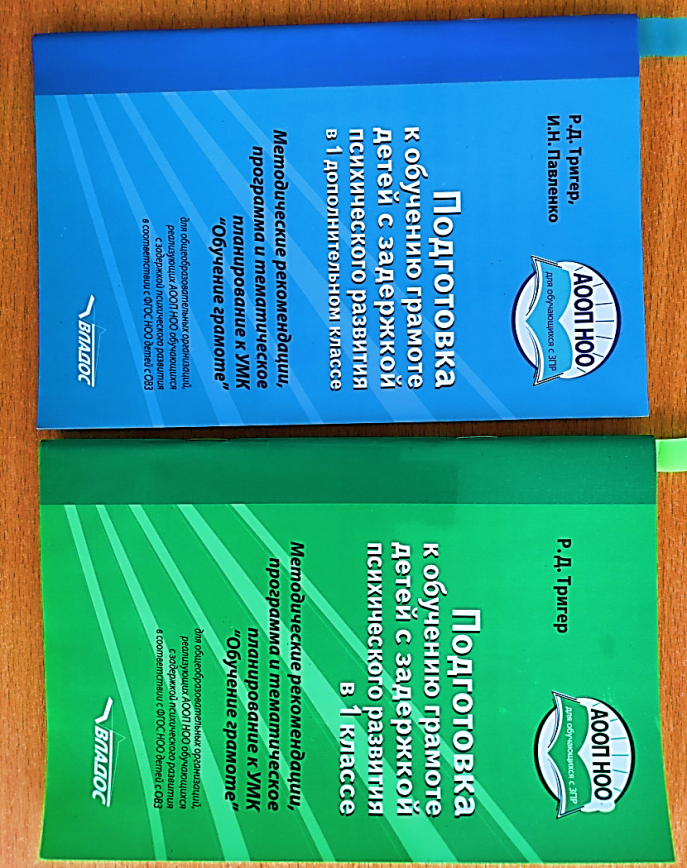 Р.Д. Тригер,
И.Н. Павленко
АООП НОО
для обучающихся с ЗПР
Подготовка
к обучению грамоте
детей с задержкой
психического развития
в 1 дополнительном классе
Методические рекомендации,
программа и тематическое
планирование к УМК
"Обучение грамоте"
для общеобразовательных организаций,
реализующих АООП НОО обучающихся
с задержкой психического развития
в соответствии с ФГОС НОО детей с ОВЗ
ВЛАДОС
Р. Д. Тригер
АООП НОО
для обучающихся с ЗПР
Подготовка
к обучению грамоте
детей с задержкой
психического развития
в 1 классе
Методические рекомендации,
программа и тематическое
планирование к УМК
"Обучение грамоте"
для общеобразовательных организаций,
реализующих АООП НОО обучающихся
с задержкой психического развития
в соответствии с ФГОС НОО детей с ОВЗ
ВЛАДОС